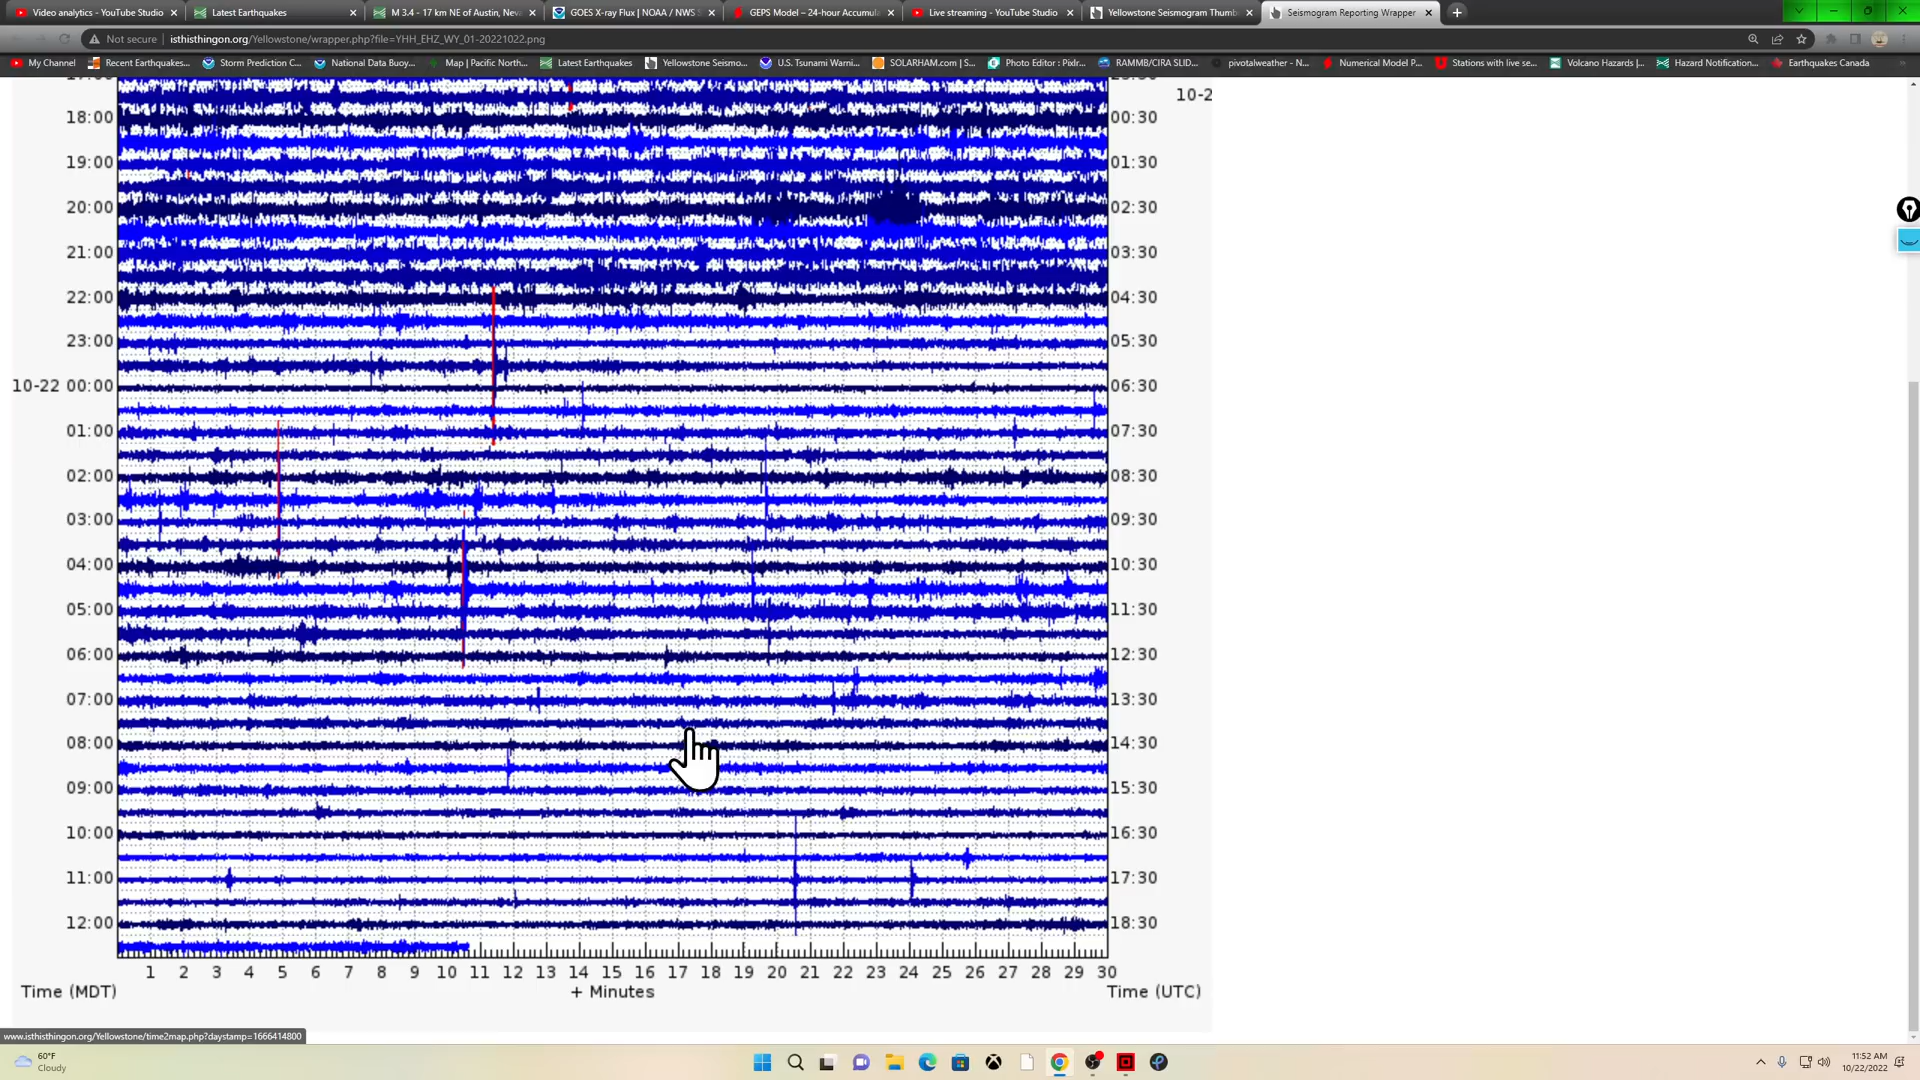 Video analytics - YouTube Studio
Latest Earthquakes
M 3.4 - 17 km NE of Austin, Neva
GOES X-ray Flux | NOAA / NWS S
GEPS Model – 24-hour Accumula
Live streaming - YouTube Studio
Yellowstone Seismogram Thumb
Seismogram Reporting Wrapper
Not secure | isthisthingon.org/Yellowstone/wrapper.php?file=YHH_EHZ_WY_01-20221022.png
My Channel
Recent Earthquakes...
Storm Prediction C...
National Data Buoy...
Map | Pacific North...
Latest Earthquakes
Yellowstone Seismo...
U.S. Tsunami Warni...
SOLARHAM.com | S...
Photo Editor : Pixlr...
RAMMB/CIRA SLID...
pivotalweather - N...
Numerical Model P...
Stations with live se...
Volcano Hazards |...
Hazard Notification...
Earthquakes Canada
10-2
18:00 00:30
19:00 01:30
20:00 02:30
21:00 03:30
22:00 04:30
23:00 05:30
10-22 00:00 06:30
01:00 07:30
02:00 08:30
03:00 09:30
04:00 10:30
05:00 11:30
06:00 12:30
07:00 13:30
08:00 14:30
09:00 15:30
10:00 16:30
11:00 17:30
12:00 18:30
1 2 3 4 5 6 7 8 9 10 11 12 13 14 15 16 17 18 19 20 21 22 23 24 25 26 27 28 29 30
Time (MDT) + Minutes Time (UTC)
www.isthisthingon.org/Yellowstone/time2map.php?daystamp=1666414800
60°F
Cloudy
11:52 AM
10/22/2022